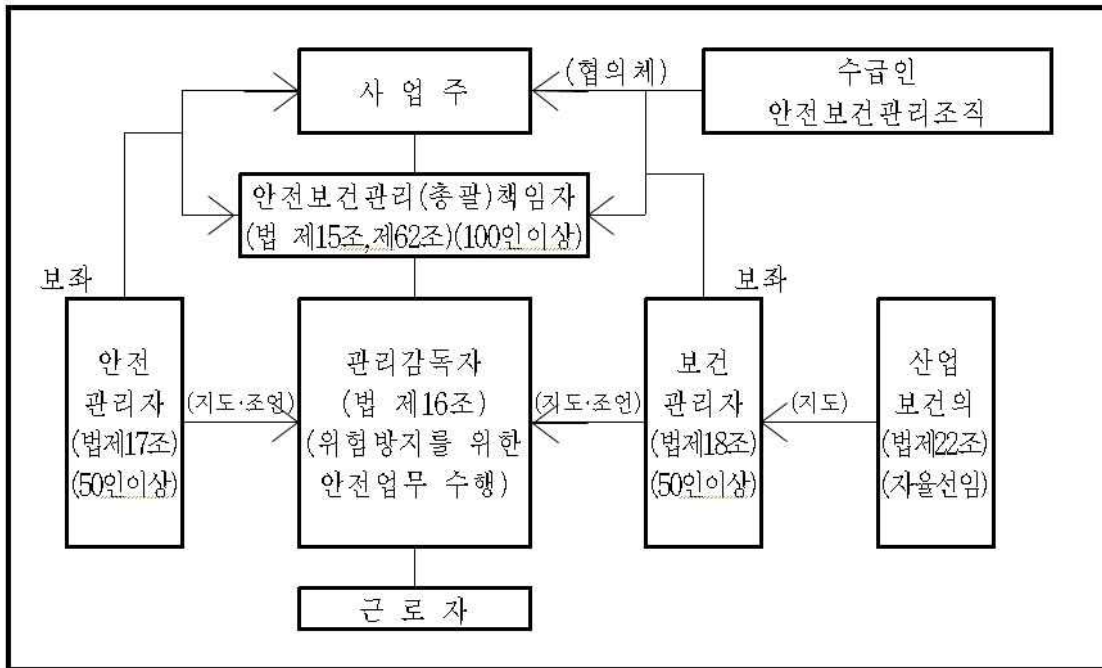 사 업 주
(협의체)
수급인
안전보건관리조직
안전보건관리(총괄)책임자
(법 제15조,제62조)(100인이상)
보좌
보좌
안전
관리자
(법제17조)
(50인이상)
(지도·조언)
관리감독자
(법 제16조)
(위험방지를 위한
안전업무 수행)
(지도·조언)
보건
관리자
(법제18조)
(50인이상)
(지도)
산업
보건의
(법제22조)
(자율선임)
근 로 자